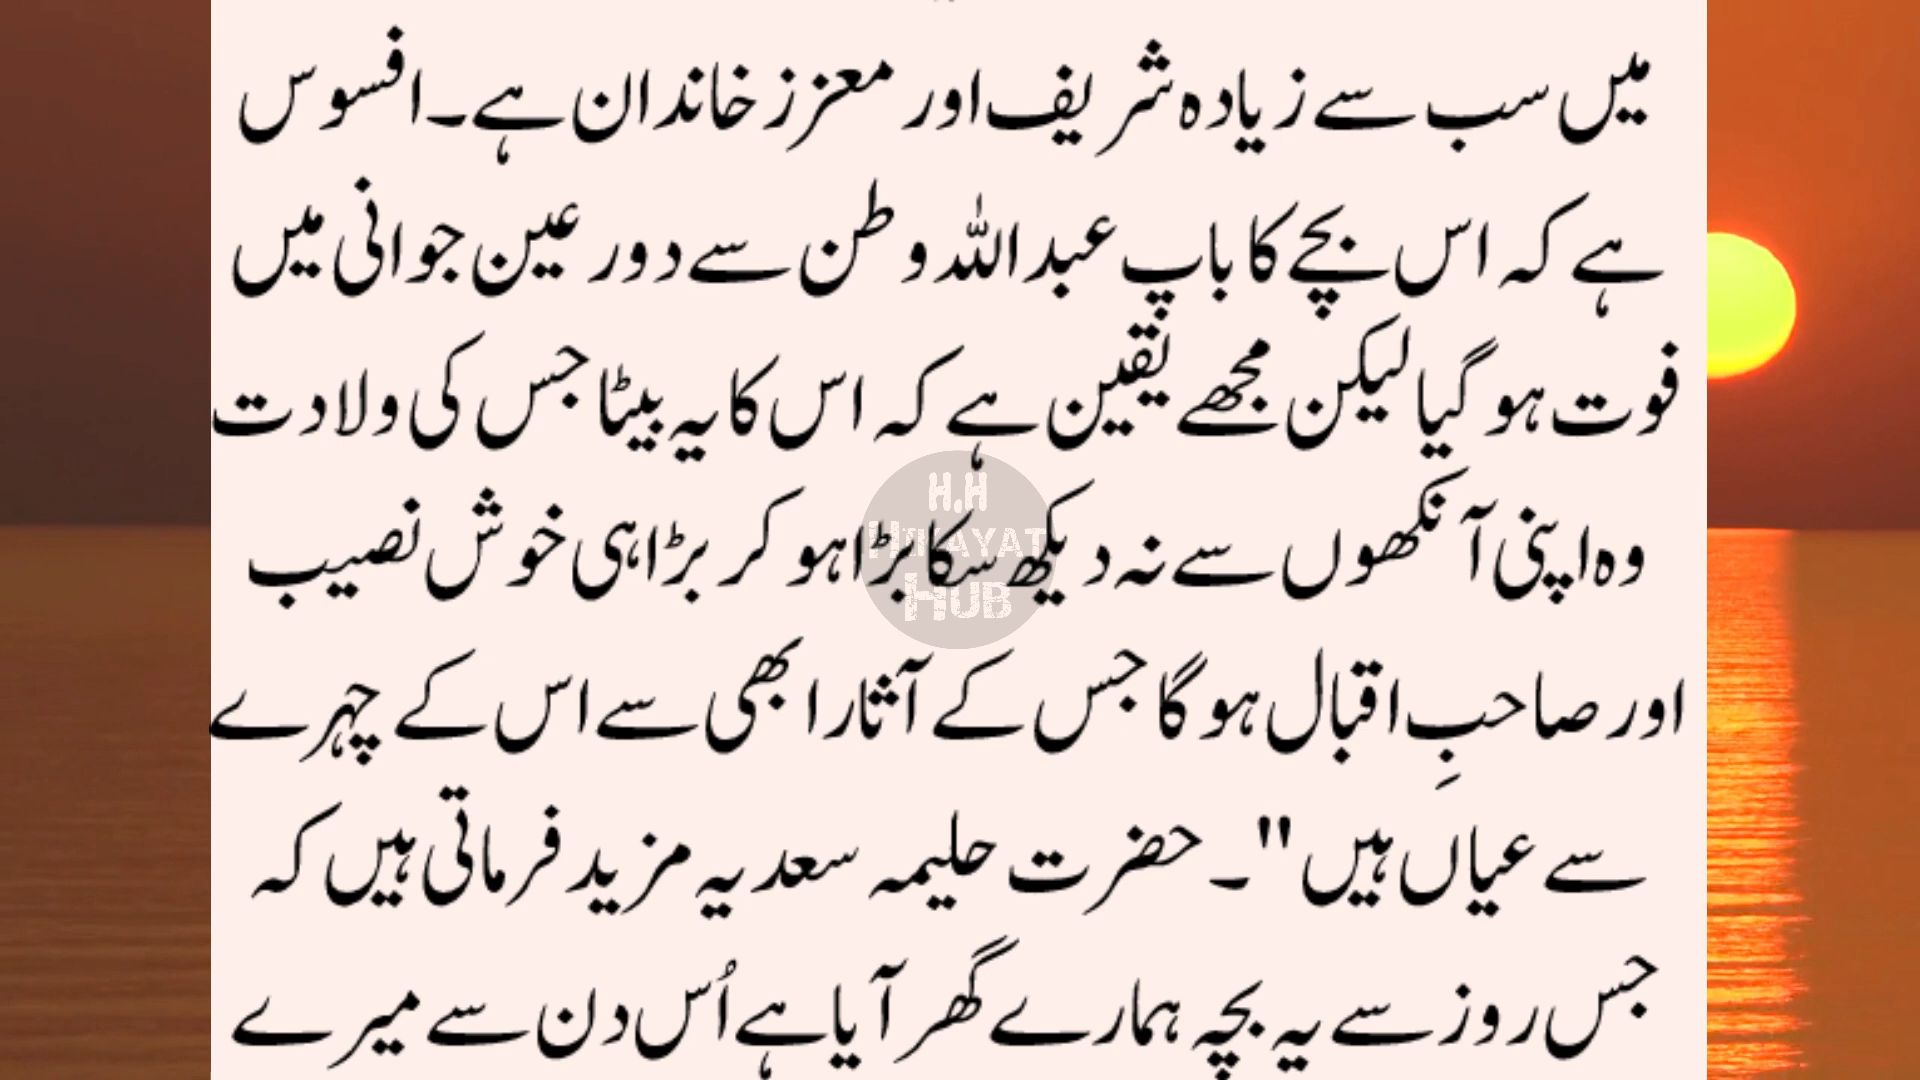 میں سب سے زیادہ شریف اور معزز خاندان ہے۔ افسوس
ہے کہ اس بچے کا باپ عبداللہ وطن سے دور عین جوانی میں
فوت ہو گیا لیکن مجھے یقین ہے کہ اس کا یہ بیٹا جس کی ولادت
وہ اپنی آنکھوں سے نہ دیکھ سکا بڑا ہو کر بڑا ہی خوش نصیب
اور صاحبِ اقبال ہو گا جس کے آثار ابھی سے اس کے چہرے
سے عیاں ہیں"۔ حضرت حلیمہ سعدیہ مزید فرماتی ہیں کہ
جس روز سے یہ بچہ ہمارے گھر آیا ہے اُس دن سے میرے
H.H
HIKAYAT
HUB